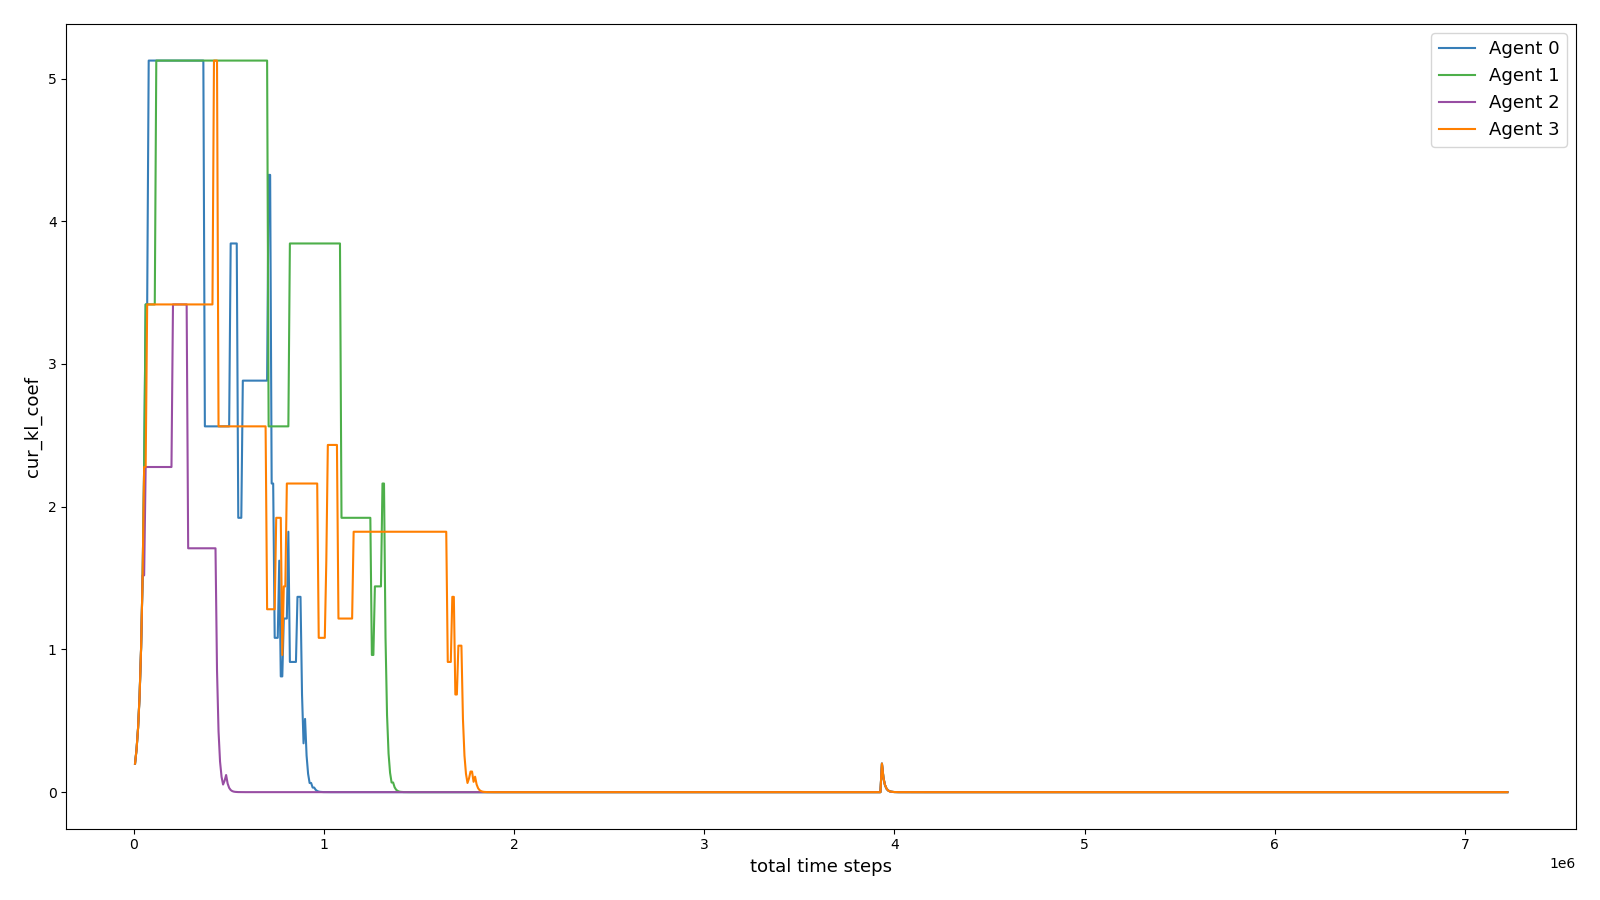 Agent 0
Agent 1
Agent 2
Agent 3
cur_kl_coef
5
4
3
2
1
0
0 1 2 3 4 5 6 7
1e6
total time steps